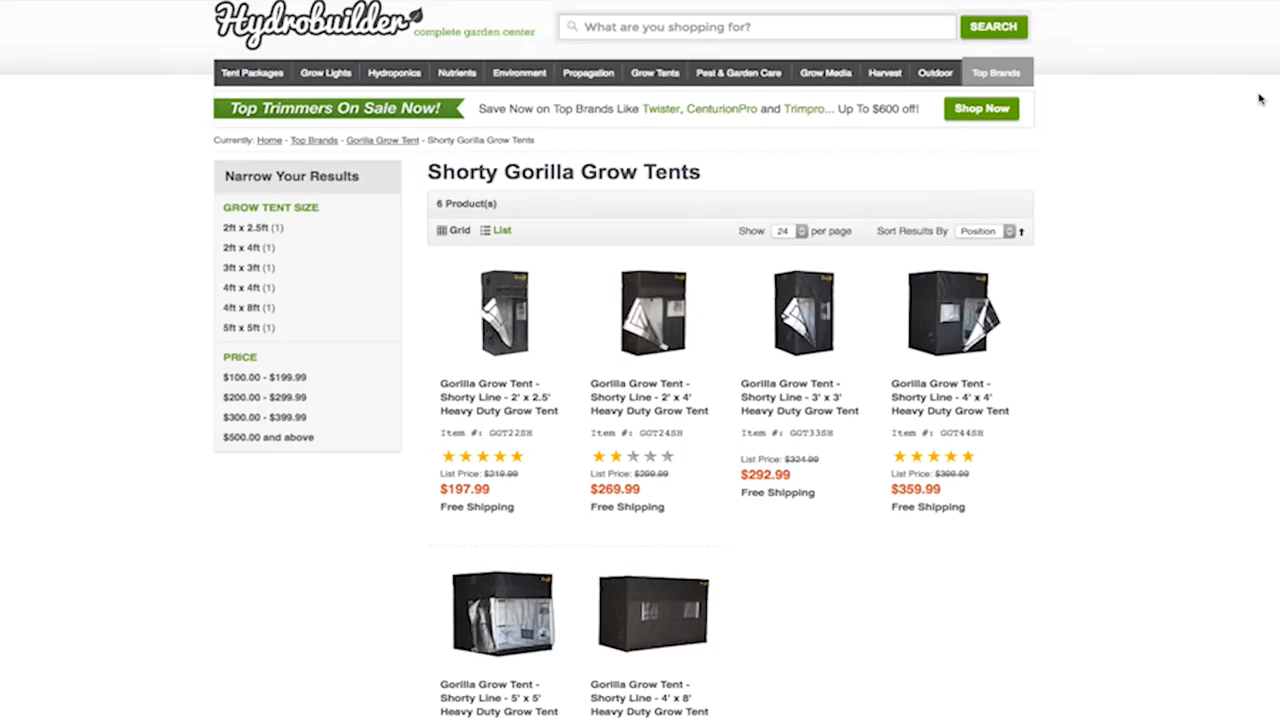 Hydrobuilder
complete garden center
What are you shopping for?
SEARCH
Tent Packages Grow Lights Hydroponics Nutrients Environment Propagation Grow Tents Pest & Garden Care Grow Media Harvest Outdoor Top Brands
Top Trimmers On Sale Now! Save Now on Top Brands Like Twister, CenturionPro and Trimpro... Up To $600 off! Shop Now
Currently: Home - Top Brands - Gorilla Grow Tent - Shorty Gorilla Grow Tents
Narrow Your Results
GROW TENT SIZE
2ft x 2.5ft (1)
2ft x 4ft (1)
3ft x 3ft (1)
4ft x 4ft (1)
4ft x 8ft (1)
5ft x 5ft (1)
PRICE
$100.00 - $199.99
$200.00 - $299.99
$300.00 - $399.99
$500.00 and above
Shorty Gorilla Grow Tents
6 Product(s)
Grid List Show 24 per page Sort Results By Position
Gorilla Grow Tent -
Shorty Line - 2' x 2.5'
Heavy Duty Grow Tent
Item #: GGT22SH
List Price: $219.99
$197.99
Free Shipping
Gorilla Grow Tent -
Shorty Line - 2' x 4'
Heavy Duty Grow Tent
Item #: GGT24SH
List Price: $299.99
$269.99
Free Shipping
Gorilla Grow Tent -
Shorty Line - 3' x 3'
Heavy Duty Grow Tent
Item #: GGT33SH
List Price: $324.99
$292.99
Free Shipping
Gorilla Grow Tent -
Shorty Line - 4' x 4'
Heavy Duty Grow Tent
Item #: GGT44SH
List Price: $399.99
$359.99
Free Shipping
Gorilla Grow Tent -
Shorty Line - 5' x 5'
Heavy Duty Grow Tent
Gorilla Grow Tent -
Shorty Line - 4' x 8'
Heavy Duty Grow Tent